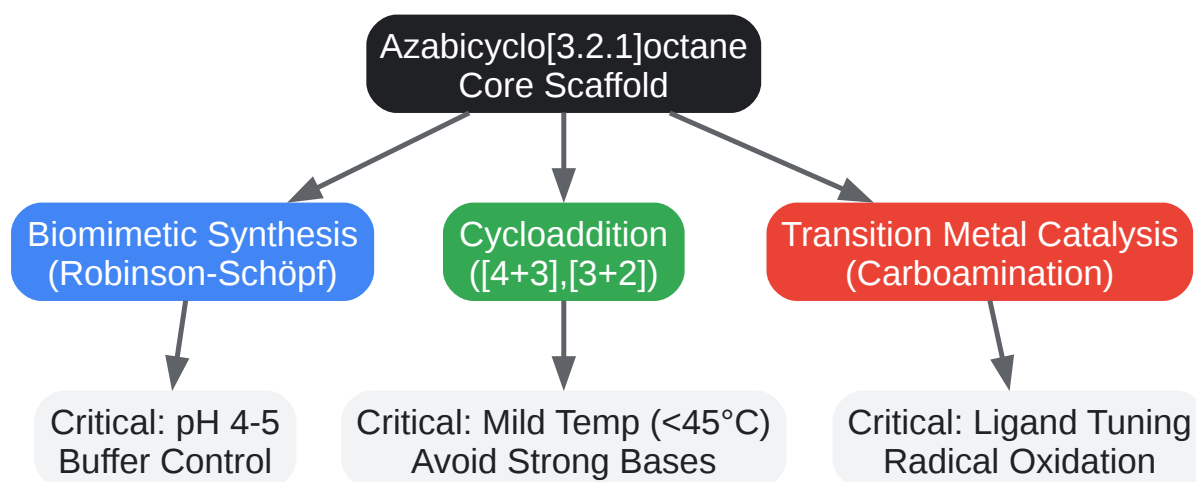 Azabicyclo[3.2.1]octane
Core Scaffold
Biomimetic Synthesis
(Robinson-Schöpf)
Cycloaddition
([4+3],[3+2])
Transition Metal Catalysis
(Carboamination)
Critical: pH 4-5
Buffer Control
Critical: Mild Temp (<45°C)
Avoid Strong Bases
Critical: Ligand Tuning
Radical Oxidation